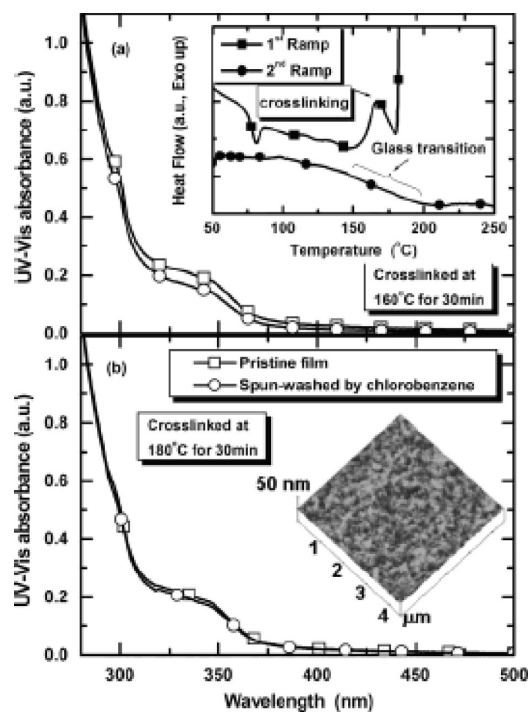 (a)
1st Ramp
2nd Ramp
crosslinking
Glass transition
Heat Flow (a.u., Exo up)
50 100 150 200 250
Temperature (°C)
Crosslinked at
160°C for 30min
UV-Vis absorbance (a.u.)
1.0
0.8
0.6
0.4
0.2
0.0
(b)
Pristine film
Spun-washed by chlorobenzene
Crosslinked at
180°C for 30min
50 nm
1
2
3
4 μm
UV-Vis absorbance (a.u.)
0.8
0.6
0.4
0.2
0.0
300 350 400 450 500
Wavelength (nm)